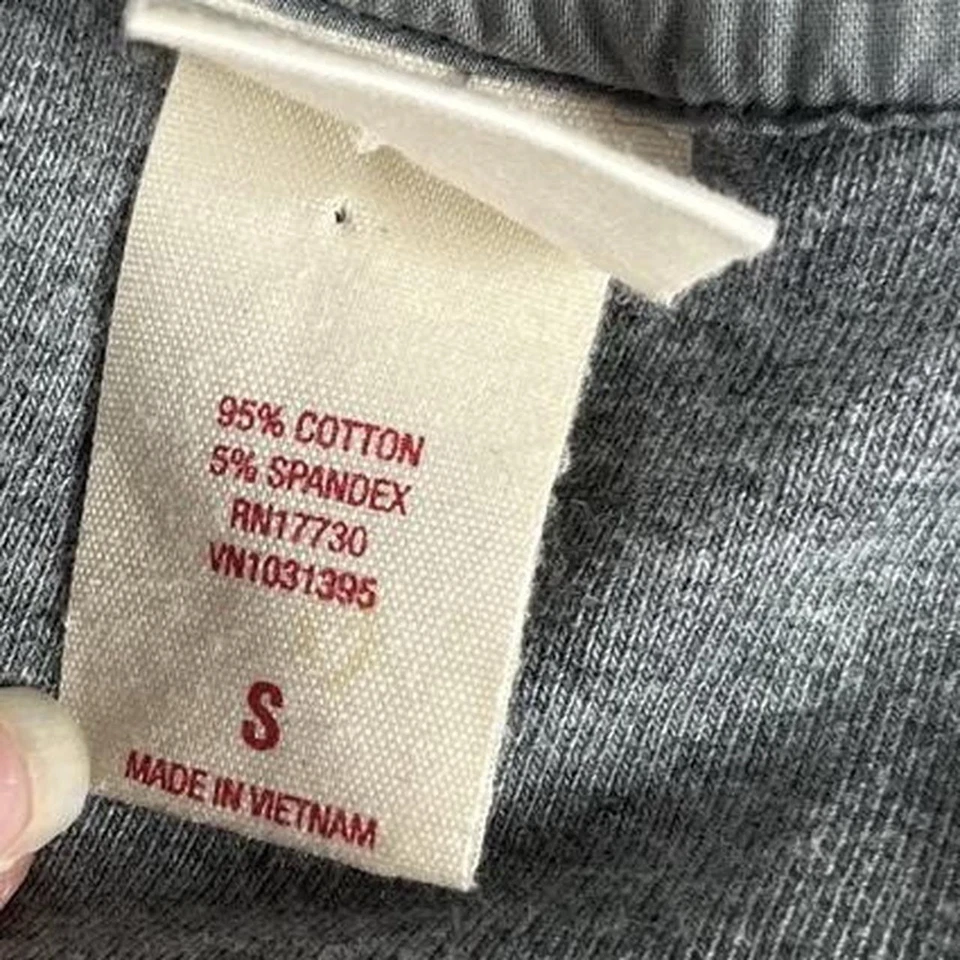 95% COTTON
5% SPANDEX
RN17730
VN1031395
S
MADE IN VIETNAM